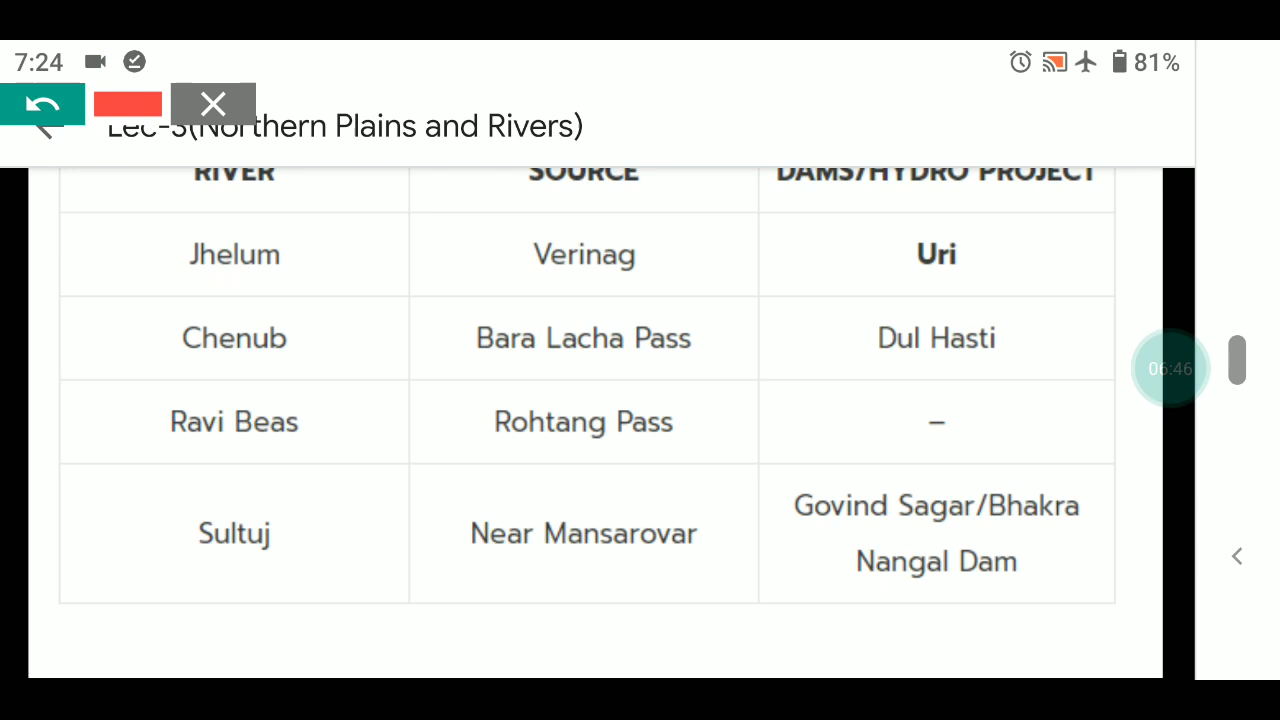 7:24 81%
Lec-3(Northern Plains and Rivers)
RIVER SOURCE DAMS/HYDRO PROJECT
Jhelum Verinag Uri
Chenub Bara Lacha Pass Dul Hasti
06:46
Ravi Beas Rohtang Pass –
Sultuj Near Mansarovar Govind Sagar/Bhakra
Nangal Dam